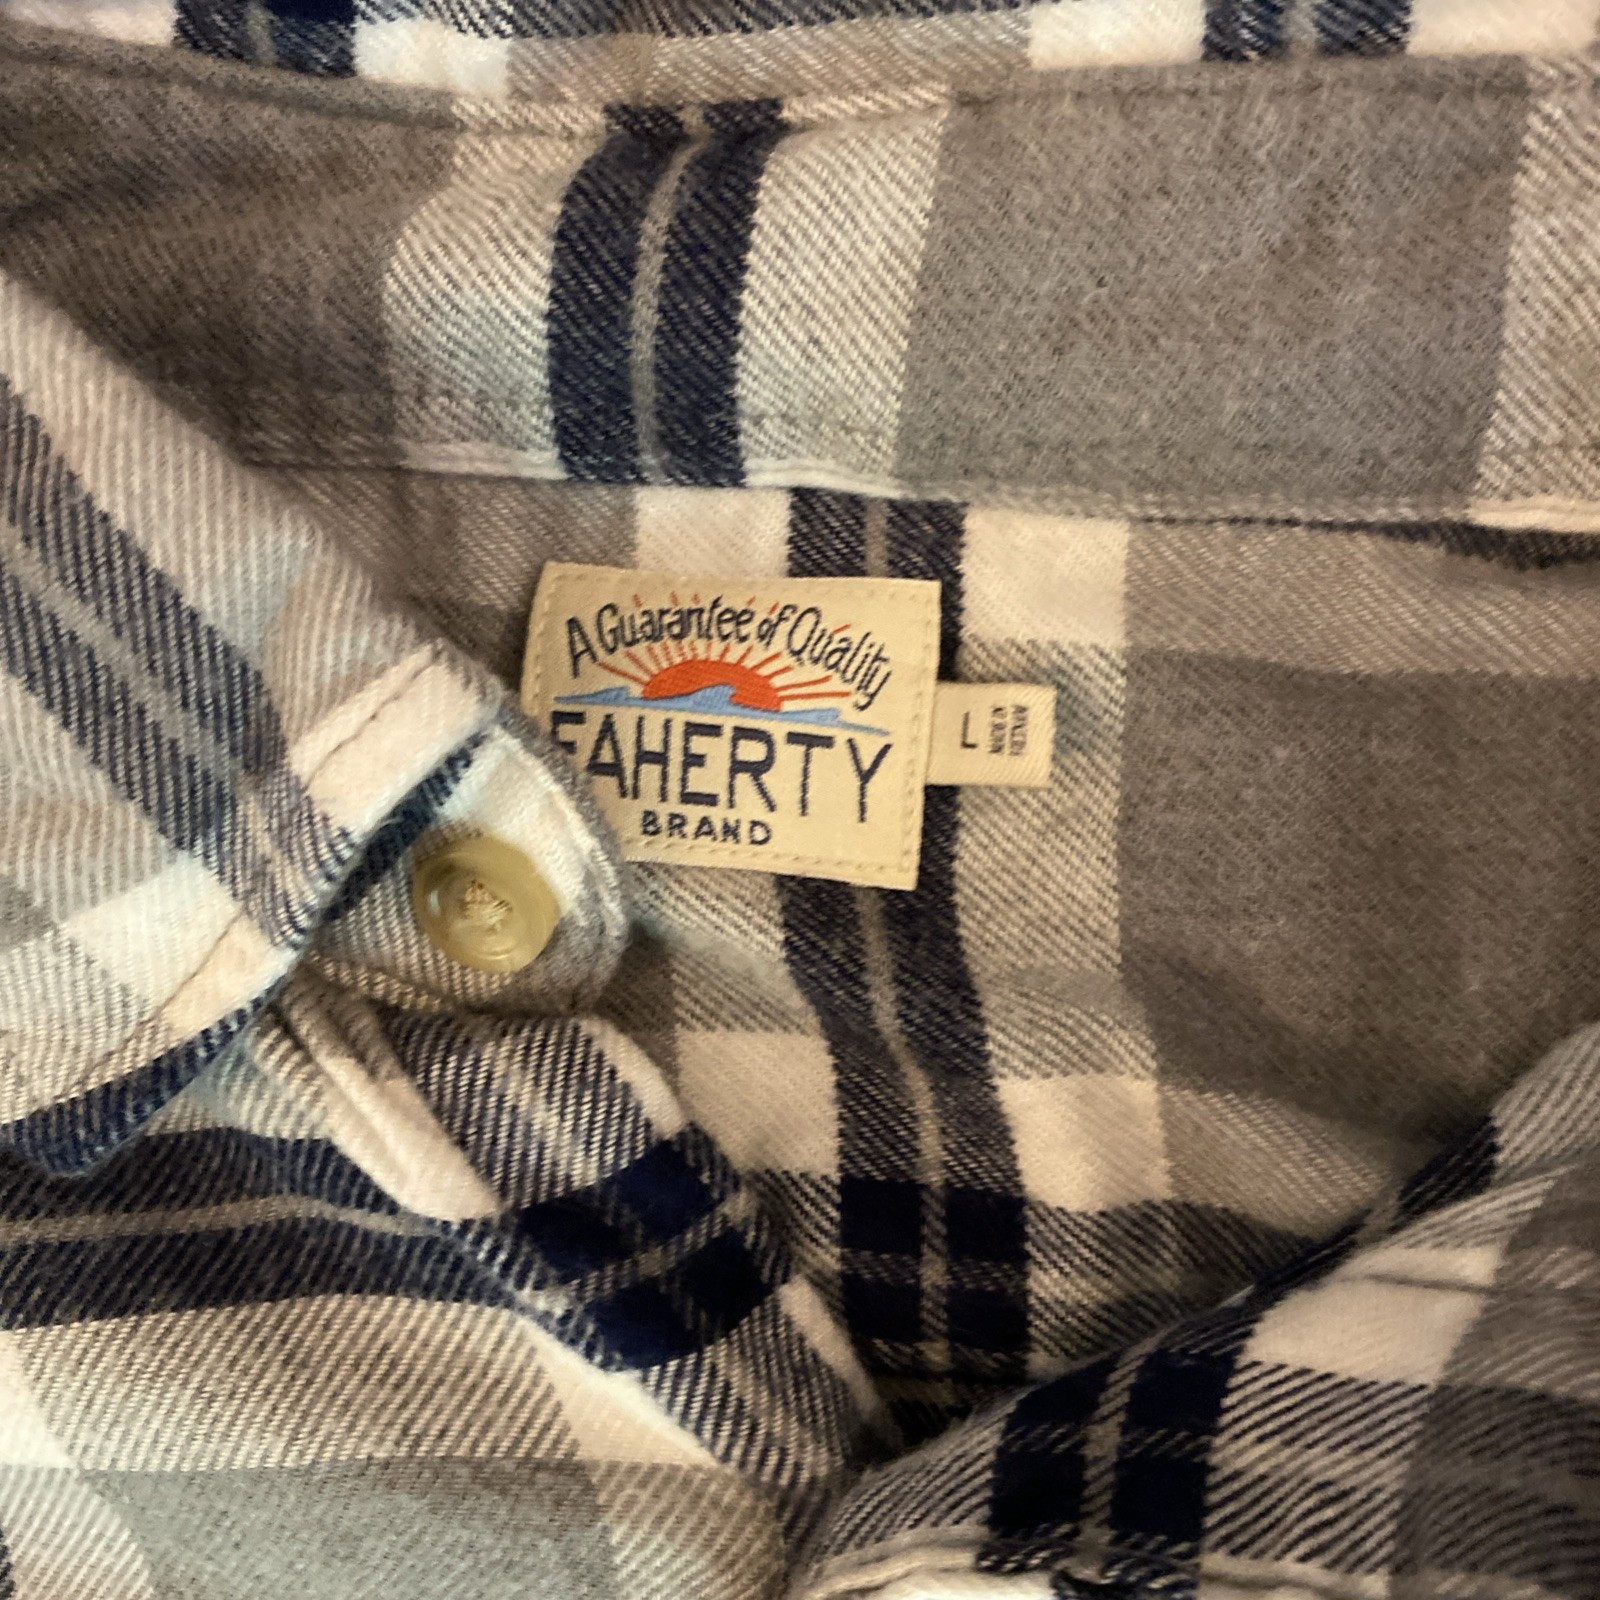 A Guarantee of Quality
FAHERTY
BRAND
L